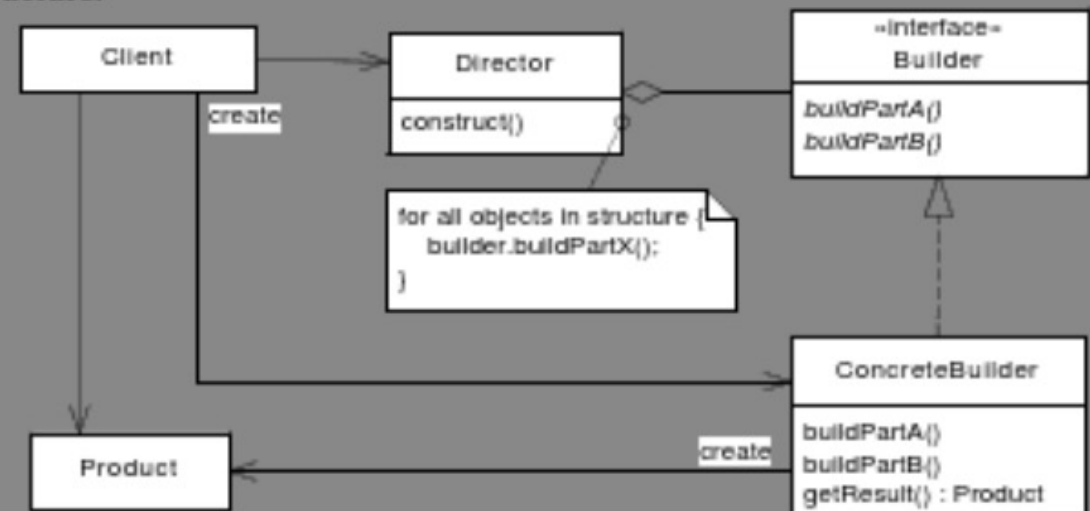 Client
create
Director
construct()
for all objects in structure {
builder.buildPartX();
}
«interface»
Builder
buildPartA()
buildPartB()
ConcreteBuilder
buildPartA()
buildPartB()
getResult() : Product
create
Product